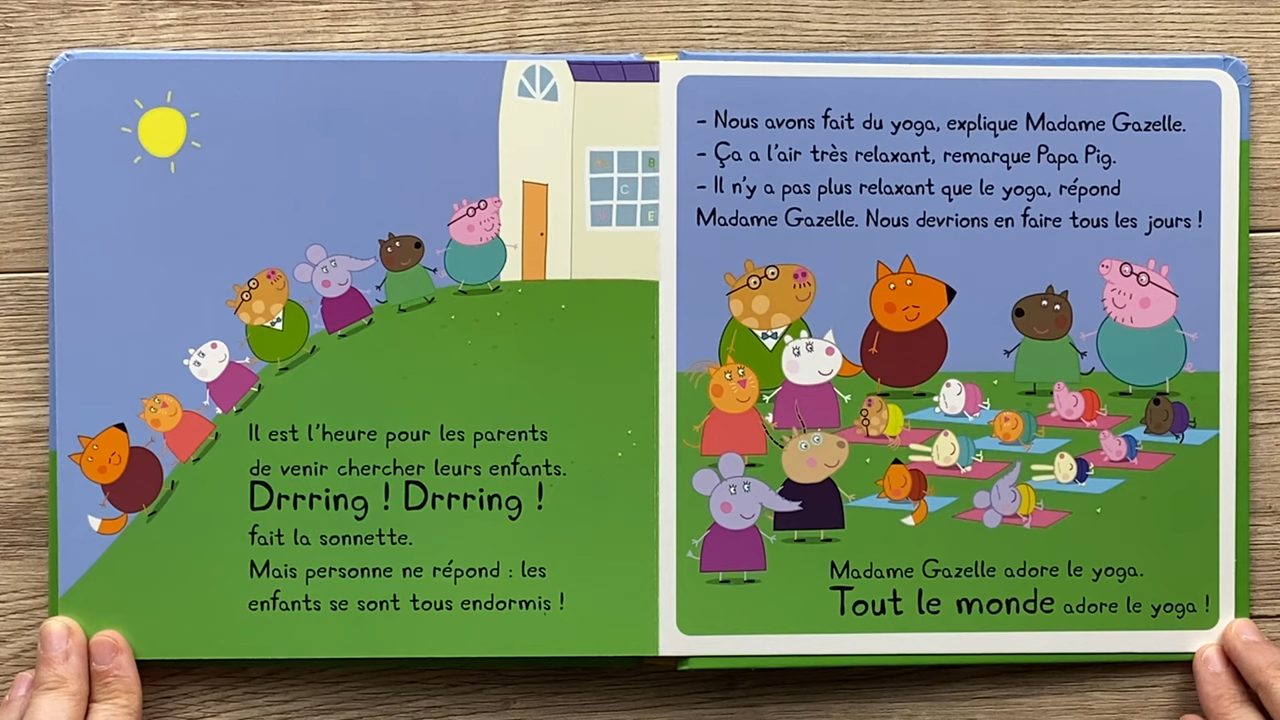 Il est l'heure pour les parents
de venir chercher leurs enfants.
Drrring ! Drrring !
fait la sonnette.
Mais personne ne répond : les
enfants se sont tous endormis !
B
C
E
– Nous avons fait du yoga, explique Madame Gazelle.
– Ça a l'air très relaxant, remarque Papa Pig.
– Il n'y a pas plus relaxant que le yoga, répond
Madame Gazelle. Nous devrions en faire tous les jours !
Madame Gazelle adore le yoga.
Tout le monde adore le yoga !